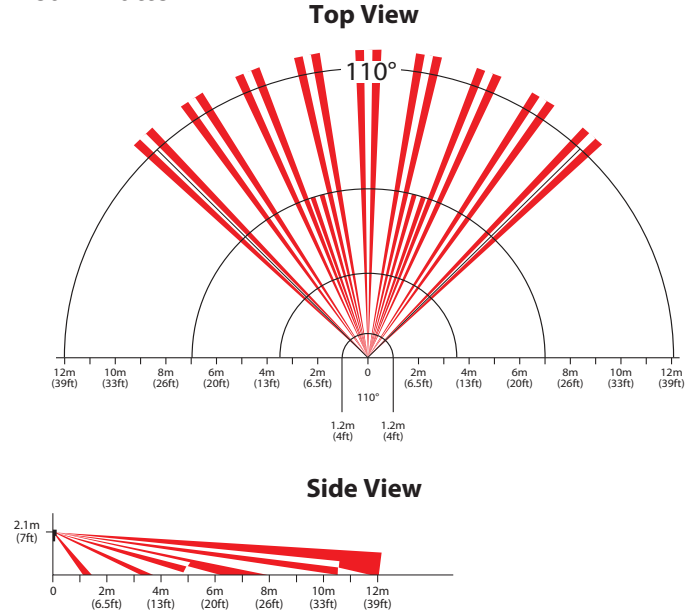 Top View
110°
12m 10m 8m 6m 4m 2m 0 2m 4m 6m 8m 10m 12m
(39ft) (33ft) (26ft) (20ft) (13ft) (6.5ft) (6.5ft) (13ft) (20ft) (26ft) (33ft) (39ft)
110°
1.2m 1.2m
(4ft) (4ft)
Side View
2.1m
(7ft)
0 2m 4m 6m 8m 10m 12m
(6.5ft) (13ft) (20ft) (26ft) (33ft) (39ft)